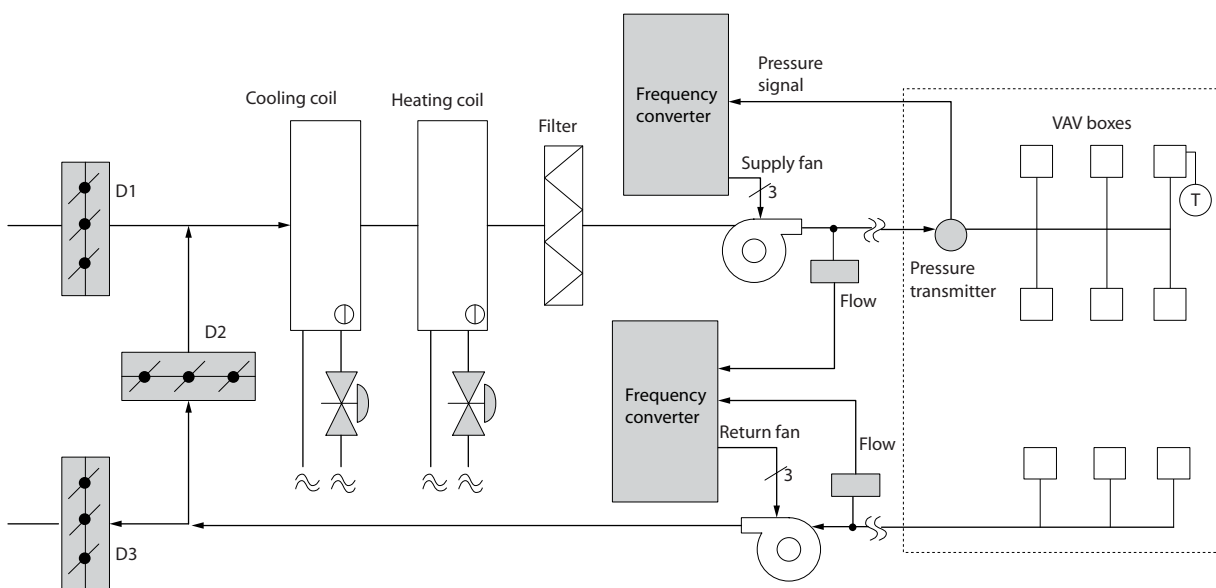 Cooling coil
Heating coil
Filter
Frequency
converter
Pressure
signal
VAV boxes
D1
Supply fan
3
T
Pressure
transmitter
Flow
D2
Frequency
converter
Return fan
3
Flow
D3